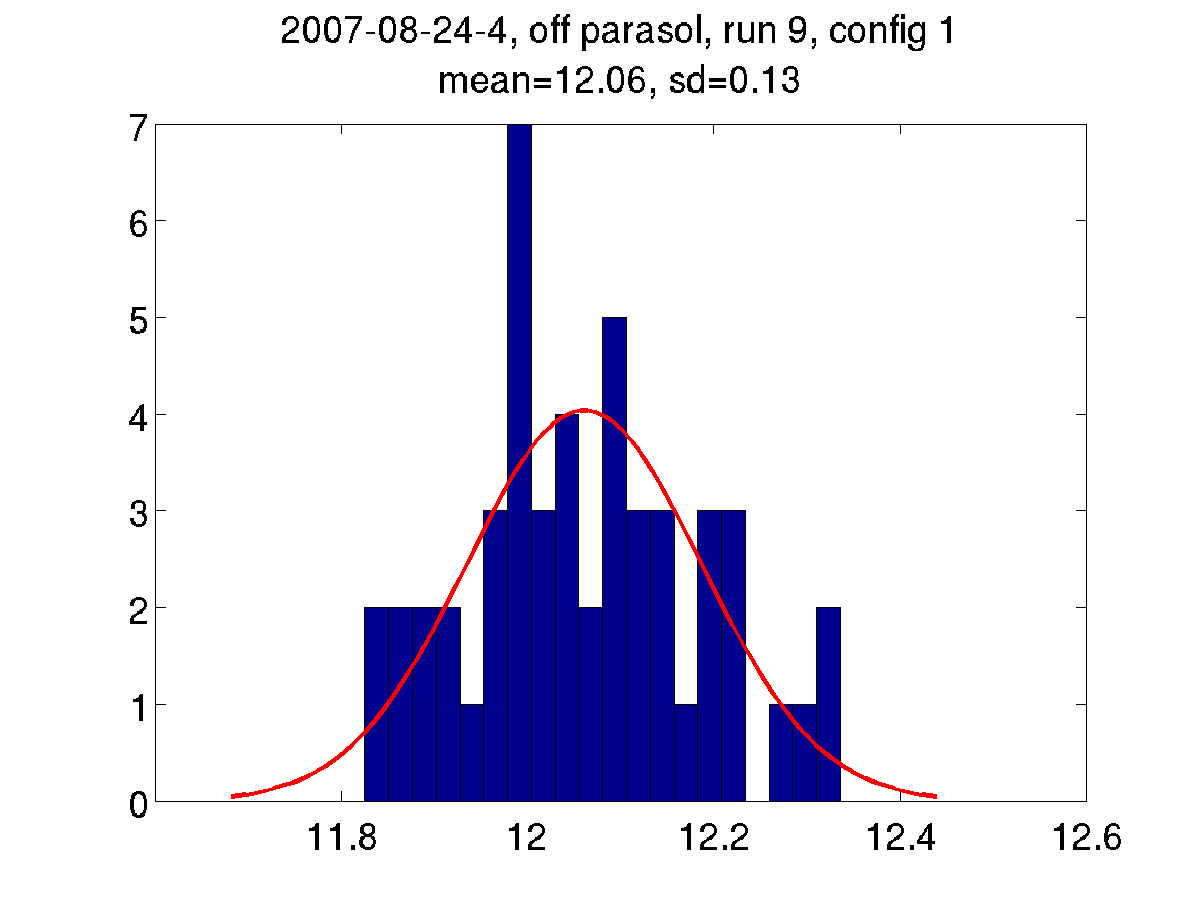 2007-08-24-4, off parasol, run 9, config 1
mean=12.06, sd=0.13
7
6
5
4
3
2
1
0
11.8 12 12.2 12.4 12.6